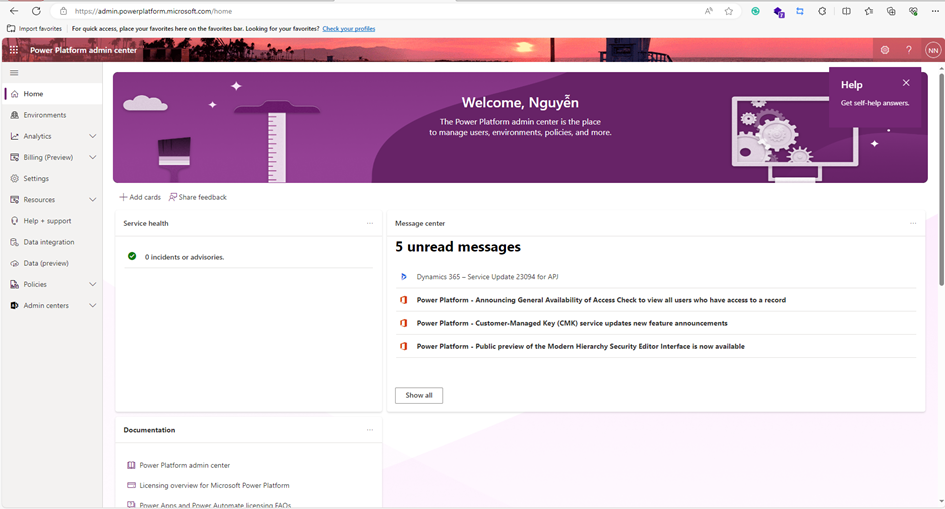 https://admin.powerplatform.microsoft.com/home
Import favorites
For quick access, place your favorites here on the favorites bar. Looking for your favorites? Check your profiles
Power Platform admin center
NN
Home
Environments
Analytics
Billing (Preview)
Settings
Resources
Help + support
Data integration
Data (preview)
Policies
Admin centers
Welcome, Nguyễn
The Power Platform admin center is the place
to manage users, environments, policies, and more.
Help
Get self-help answers.
Add cards
Share feedback
Service health
0 incidents or advisories.
Message center
5 unread messages
Dynamics 365 – Service Update 23094 for APJ
Power Platform - Announcing General Availability of Access Check to view all users who have access to a record
Power Platform - Customer-Managed Key (CMK) service updates new feature announcements
Power Platform - Public preview of the Modern Hierarchy Security Editor Interface is now available
Show all
Documentation
Power Platform admin center
Licensing overview for Microsoft Power Platform
Power Apps and Power Automate licensing FAQs